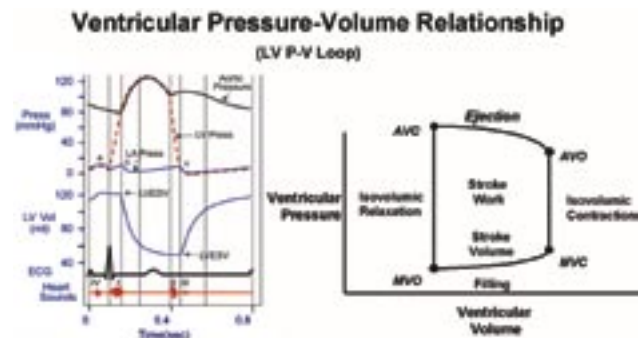 Ventricular Pressure-Volume Relationship
(LV P-V Loop)
120
Aortic
Pressure
Press
(mmHg)
80
LV Press
40
LA Press
0
120
LVEDV
LV Vol
(ml)
80
LVESV
40
ECG
Heart
Sounds
0
0.4
0.8
Time(sec)
Ejection
AVC
AVO
Ventricular
Pressure
Isovolumic
Relaxation
Stroke
Work
Isovolumic
Contractions
Stroke
Volume
MVC
MVO
Filling
Ventricular
Volume